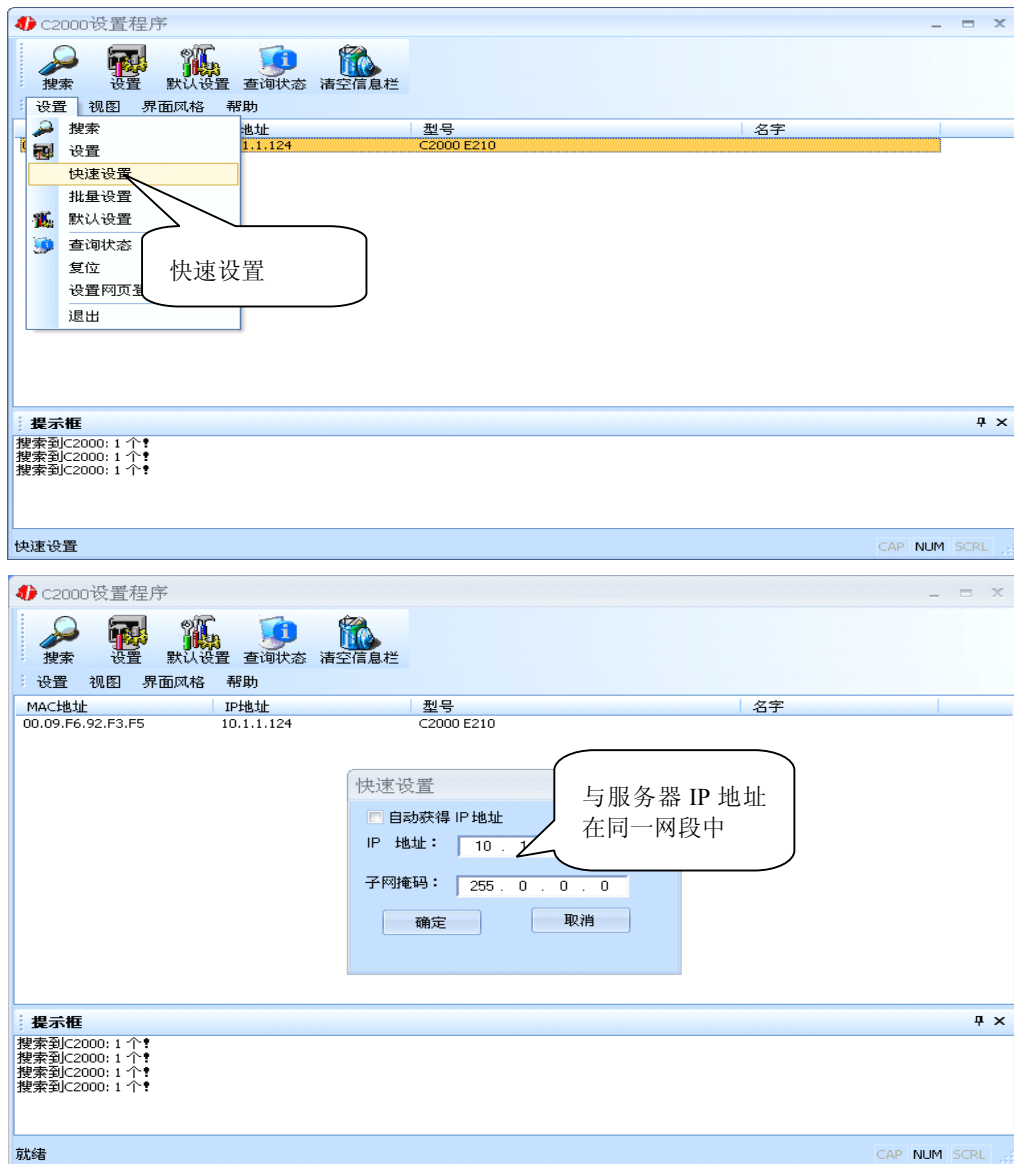 C2000设置程序
搜索 设置 默认设置 查询状态 清空信息栏
设置 视图 界面风格 帮助
地址 型号 名字
1.1.124 C2000 E210
搜索
设置
快速设置
批量设置
默认设置
查询状态
复位
设置网页
退出
快速设置
提示框
搜索到C2000: 1 个!
搜索到C2000: 1 个!
搜索到C2000: 1 个!
快速设置 CAP NUM SCRL
C2000设置程序
搜索 设置 默认设置 查询状态 清空信息栏
设置 视图 界面风格 帮助
MAC地址 IP地址 型号 名字
00.09.F6.92.F3.F5 10.1.1.124 C2000 E210
快速设置
自动获得 IP 地址
IP 地址： 10 . 1
子网掩码： 255 . 0 . 0 . 0
确定 取消
与服务器 IP 地址
在同一网段中
提示框
搜索到C2000: 1 个!
搜索到C2000: 1 个!
搜索到C2000: 1 个!
搜索到C2000: 1 个!
就绪 CAP NUM SCRL